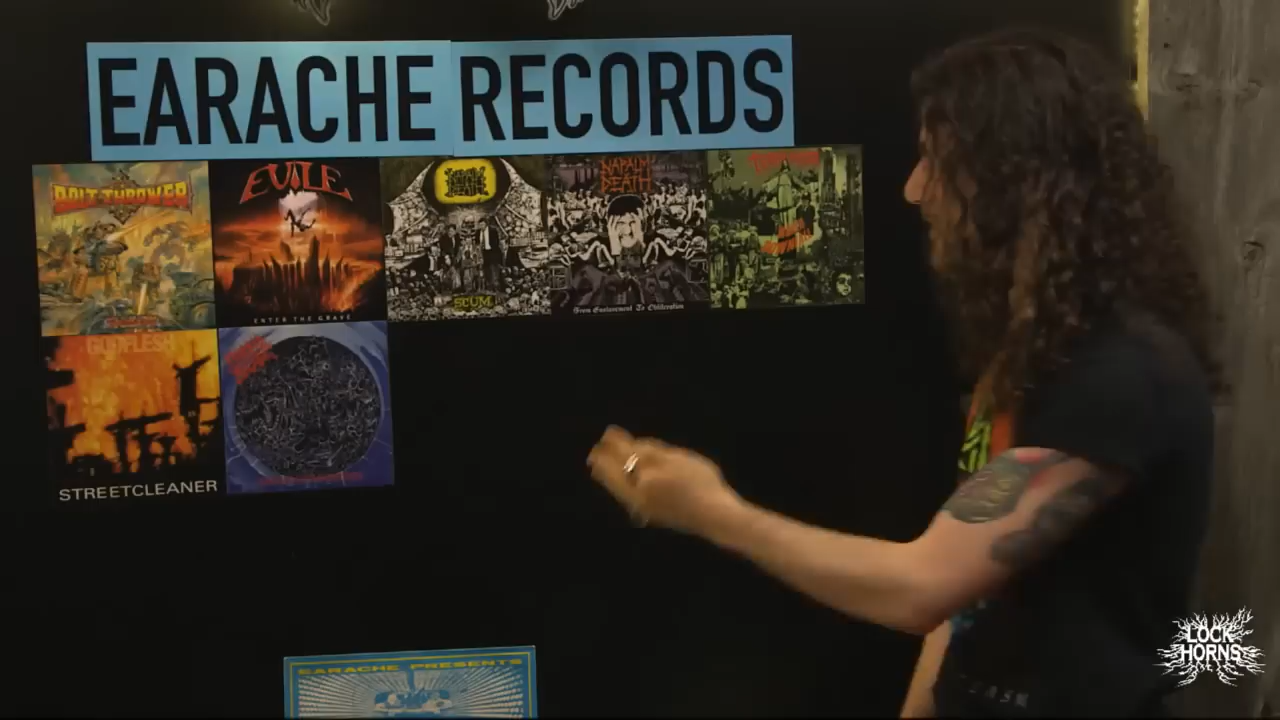 EARACHE RECORDS
BOLT THROWER
EVILE
ENTER THE GRAVE
NAPALM DEATH
SCUM
NAPALM
DEATH
From Enslavement To Obliteration
GODFLESH
STREETCLEANER
EARACHE PRESENTS
LOCK
HORNS